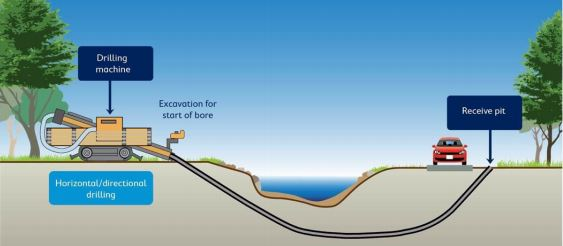 Drilling
machine
Excavation for
start of bore
Receive pit
Horizontal/directional
drilling